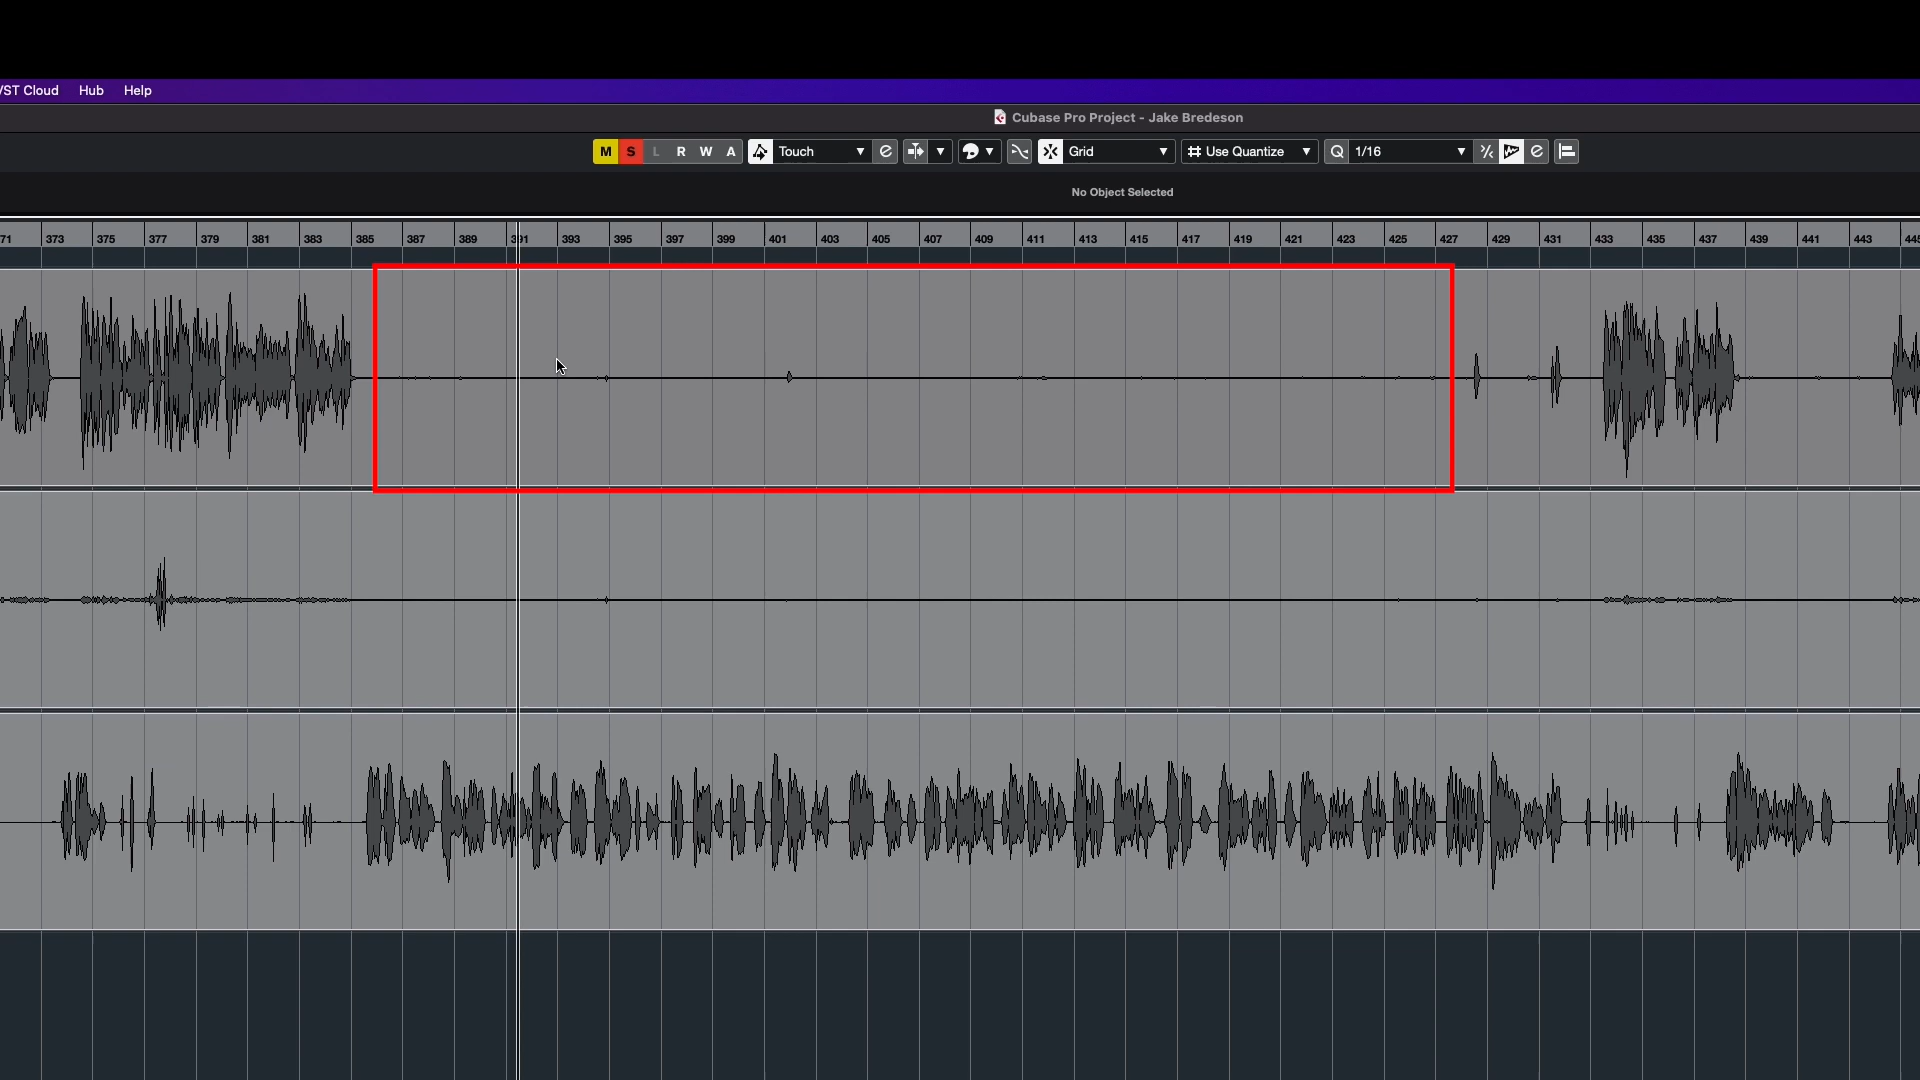 VST Cloud Hub Help
Cubase Pro Project - Jake Bredeson
M S L R W A Touch e Grid Use Quantize Q 1/16 e
No Object Selected
71 373 375 377 379 381 383 385 387 389 391 393 395 397 399 401 403 405 407 409 411 413 415 417 419 421 423 425 427 429 431 433 435 437 439 441 443 445